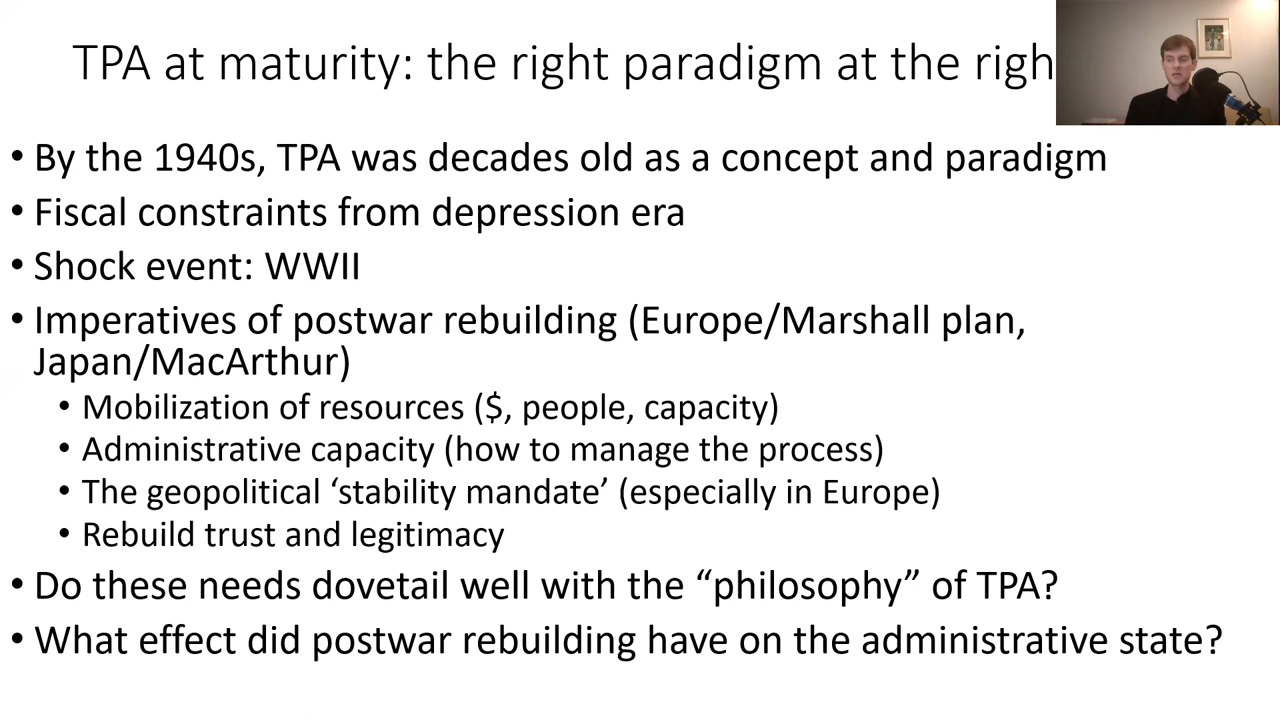 TPA at maturity: the right paradigm at the righ
• By the 1940s, TPA was decades old as a concept and paradigm
• Fiscal constraints from depression era
• Shock event: WWII
• Imperatives of postwar rebuilding (Europe/Marshall plan,
Japan/MacArthur)
• Mobilization of resources ($, people, capacity)
• Administrative capacity (how to manage the process)
• The geopolitical ‘stability mandate’ (especially in Europe)
• Rebuild trust and legitimacy
• Do these needs dovetail well with the “philosophy” of TPA?
• What effect did postwar rebuilding have on the administrative state?